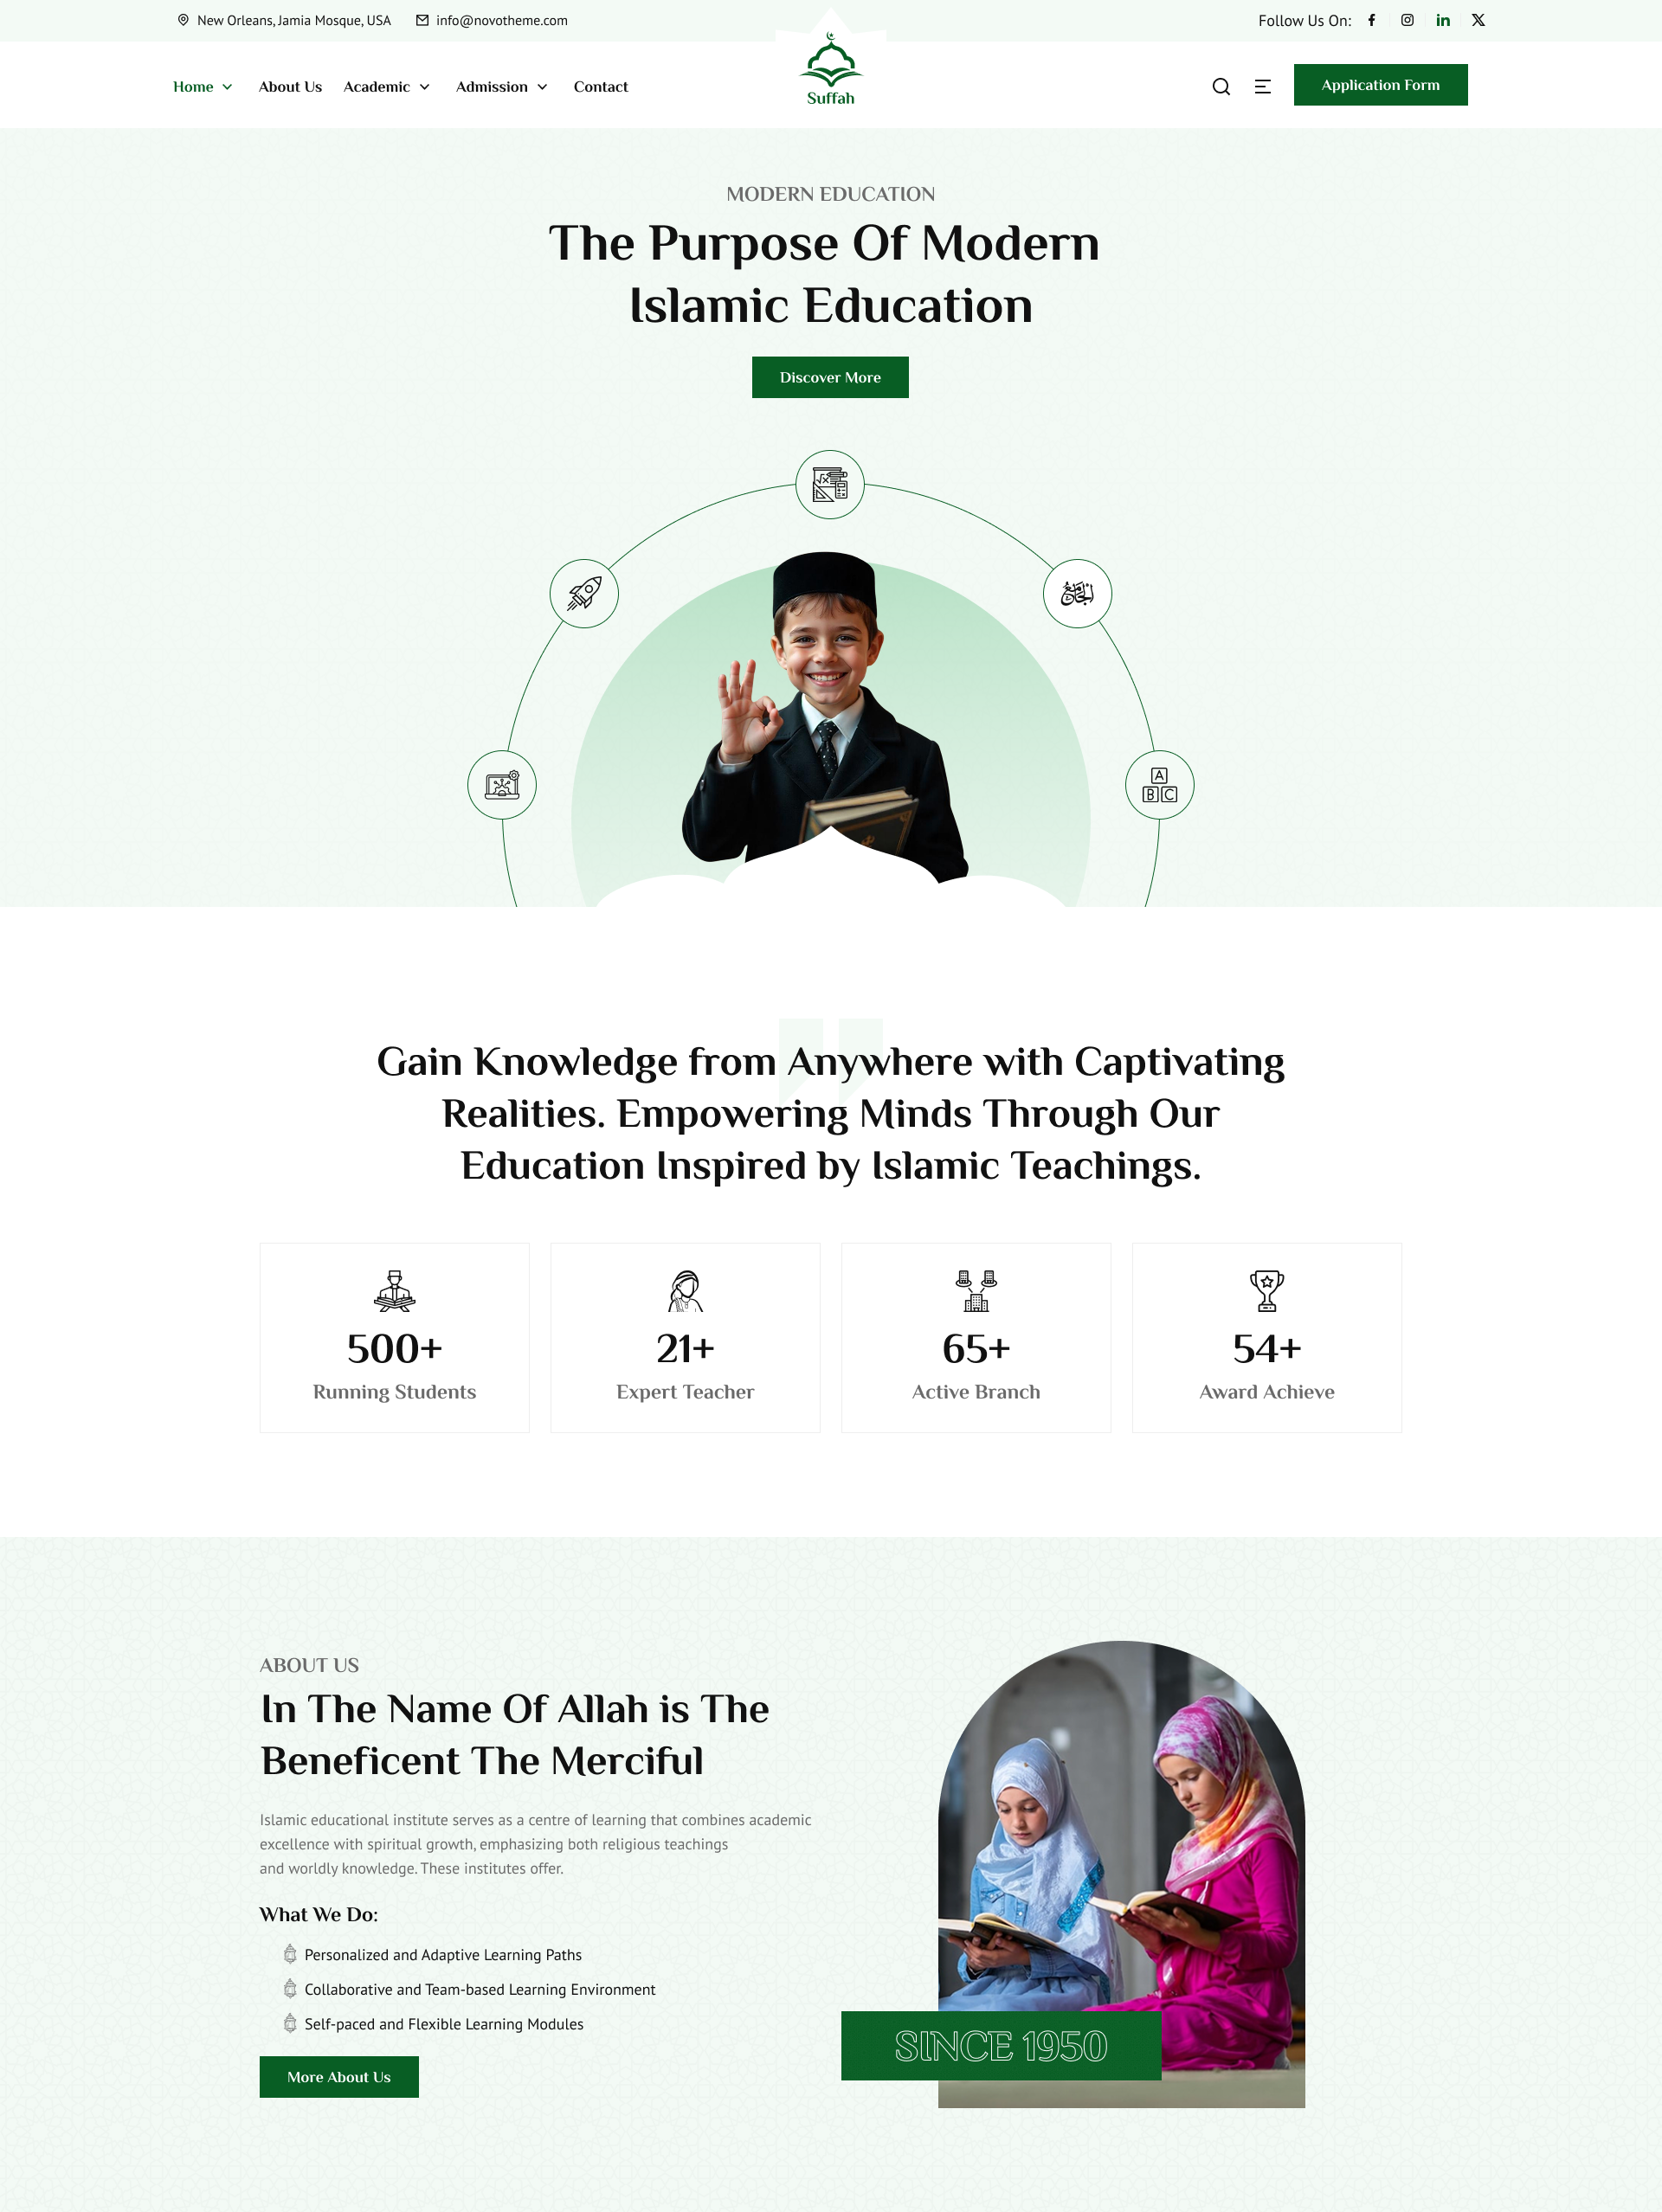 New Orleans, Jamia Mosque, USA
info@novotheme.com
Follow Us On:
Home
About Us
Academic
Admission
Contact
Suffah
Application Form
MODERN EDUCATION
The Purpose Of Modern
Islamic Education
Discover More
√x
A
B C
Gain Knowledge from Anywhere with Captivating
Realities. Empowering Minds Through Our
Education Inspired by Islamic Teachings.
500+
Running Students
21+
Expert Teacher
65+
Active Branch
54+
Award Achieve
ABOUT US
In The Name Of Allah is The
Beneficent The Merciful
Islamic educational institute serves as a centre of learning that combines academic
excellence with spiritual growth, emphasizing both religious teachings
and worldly knowledge. These institutes offer.
What We Do:
Personalized and Adaptive Learning Paths
Collaborative and Team-based Learning Environment
Self-paced and Flexible Learning Modules
More About Us
SINCE 1950